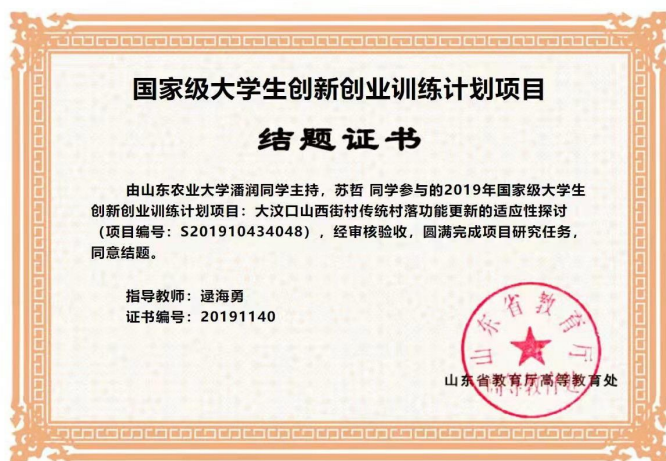 国家级大学生创新创业训练计划项目
结题证书
由山东农业大学潘润同学主持，苏哲 同学参与的2019年国家级大学生
创新创业训练计划项目：大汶口山西街村传统村落功能更新的适应性探讨
（项目编号：S201910434048），经审核验收，圆满完成项目研究任务，
同意结题。
指导教师：逯海勇
证书编号：20191140
山东省教育厅
山东省教育厅高等教育处
高等教育处